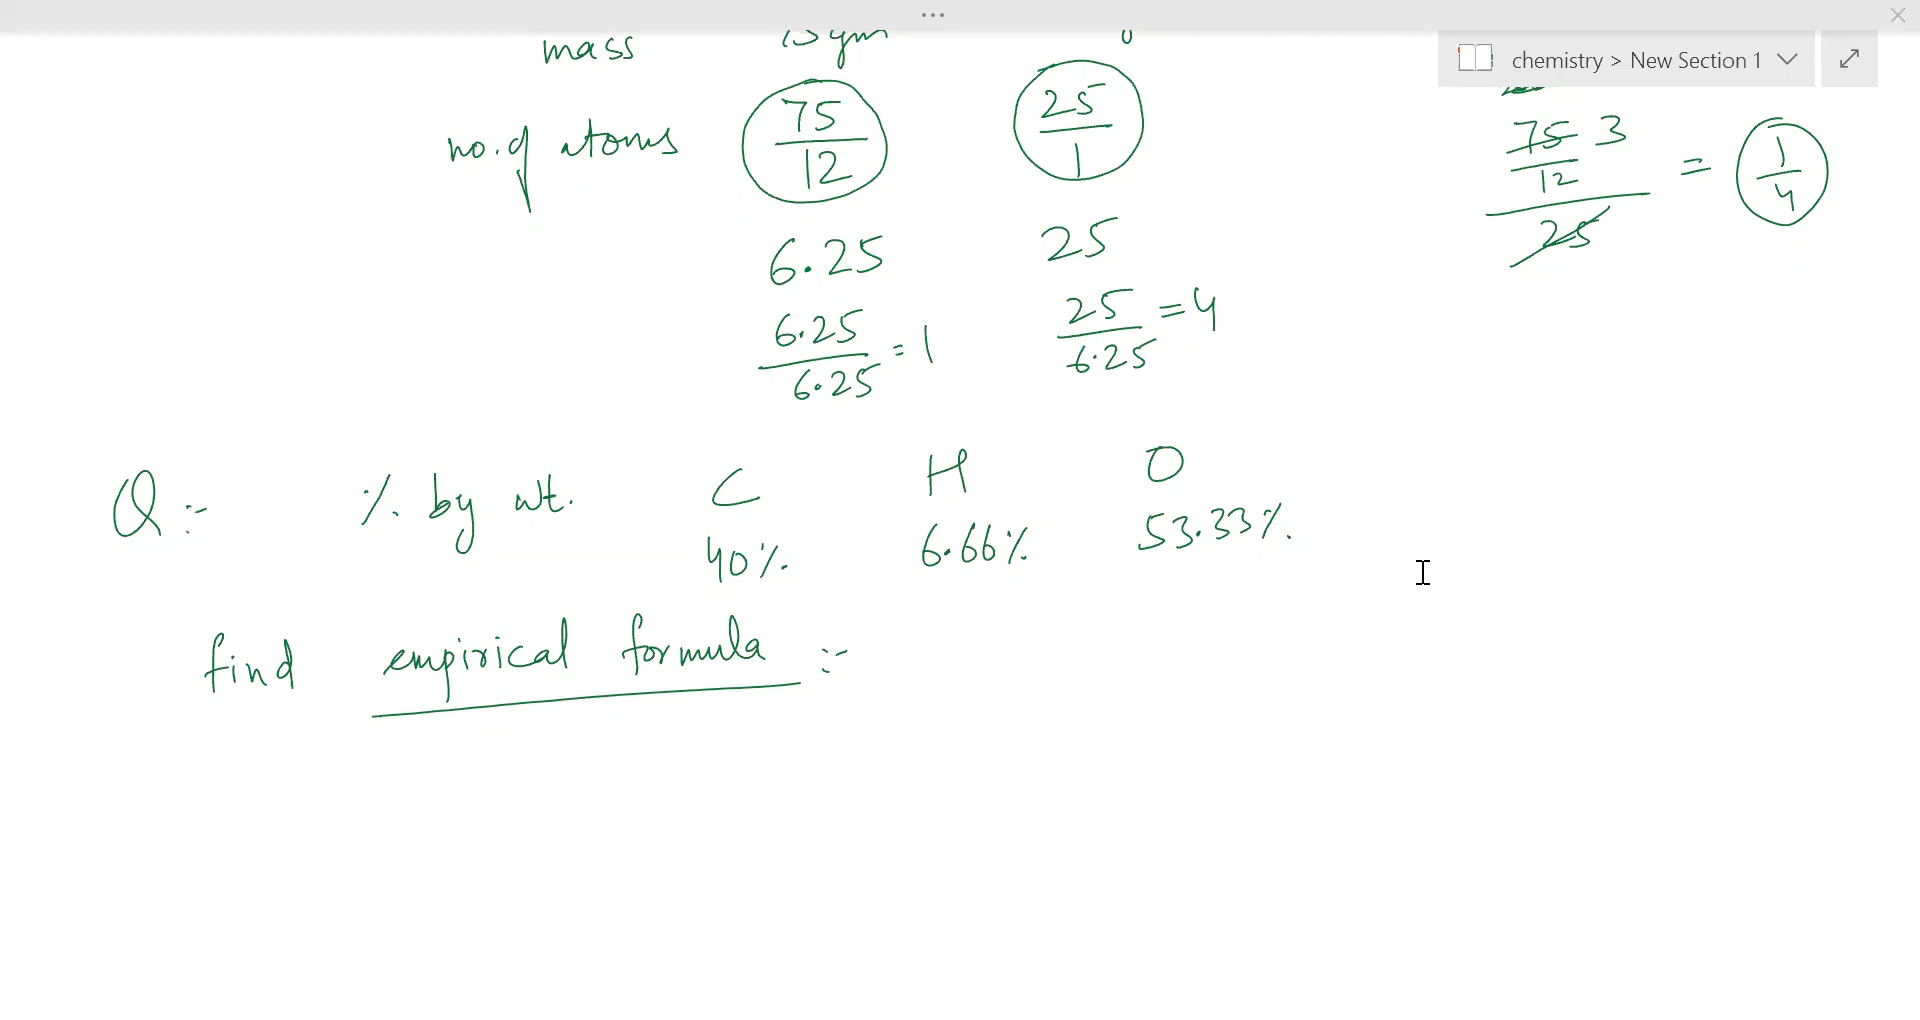 ...
chemistry > New Section 1
mass
no. of atoms 75/12 25/1
75/12 3 / 25 = 1/4
6.25 25
6.25/6.25 = 1 25/6.25 = 4
Q :- % by wt. C H O
40% 6.66% 53.33%
find empirical formula :-